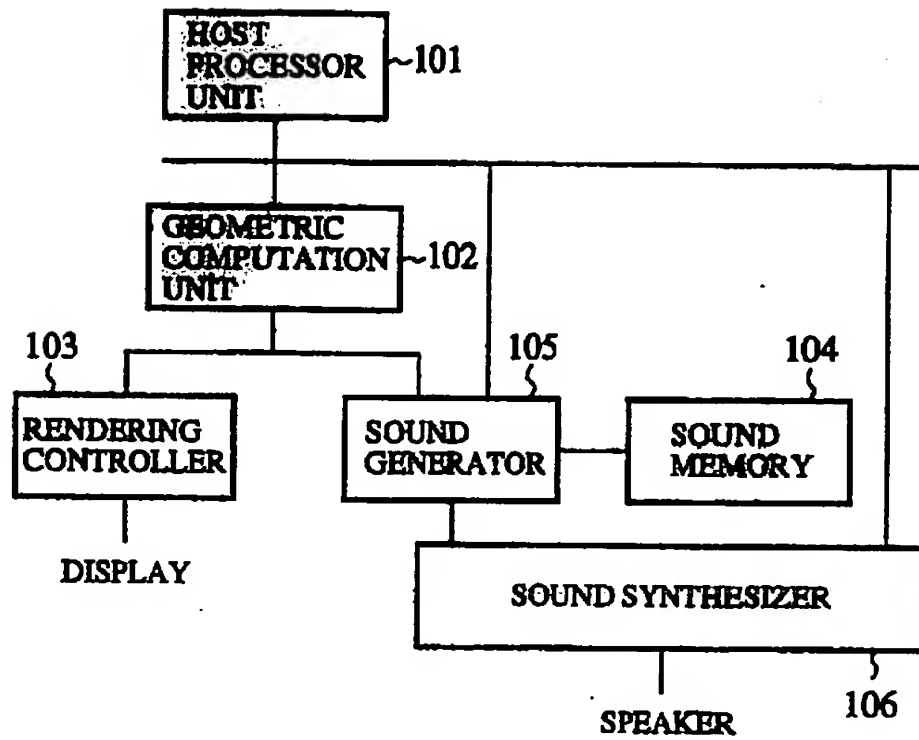 HOST
PROCESSOR
UNIT
101
GEOMETRIC
COMPUTATION
UNIT
102
103
105
104
RENDERING
CONTROLLER
SOUND
GENERATOR
SOUND
MEMORY
DISPLAY
SOUND SYNTHESIZER
106
SPEAKER